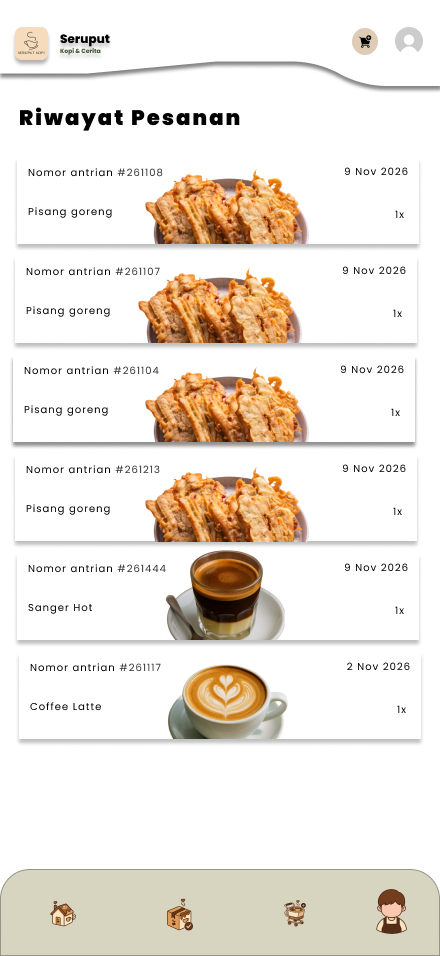 SERUPUT KOPI
Seruput
Kopi & Cerita
Riwayat Pesanan
Nomor antrian #261108
9 Nov 2026
Pisang goreng
1x
Nomor antrian #261107
9 Nov 2026
Pisang goreng
1x
Nomor antrian #261104
9 Nov 2026
Pisang goreng
1x
Nomor antrian #261213
9 Nov 2026
Pisang goreng
1x
Nomor antrian #261444
9 Nov 2026
Sanger Hot
1x
Nomor antrian #261117
2 Nov 2026
Coffee Latte
1x